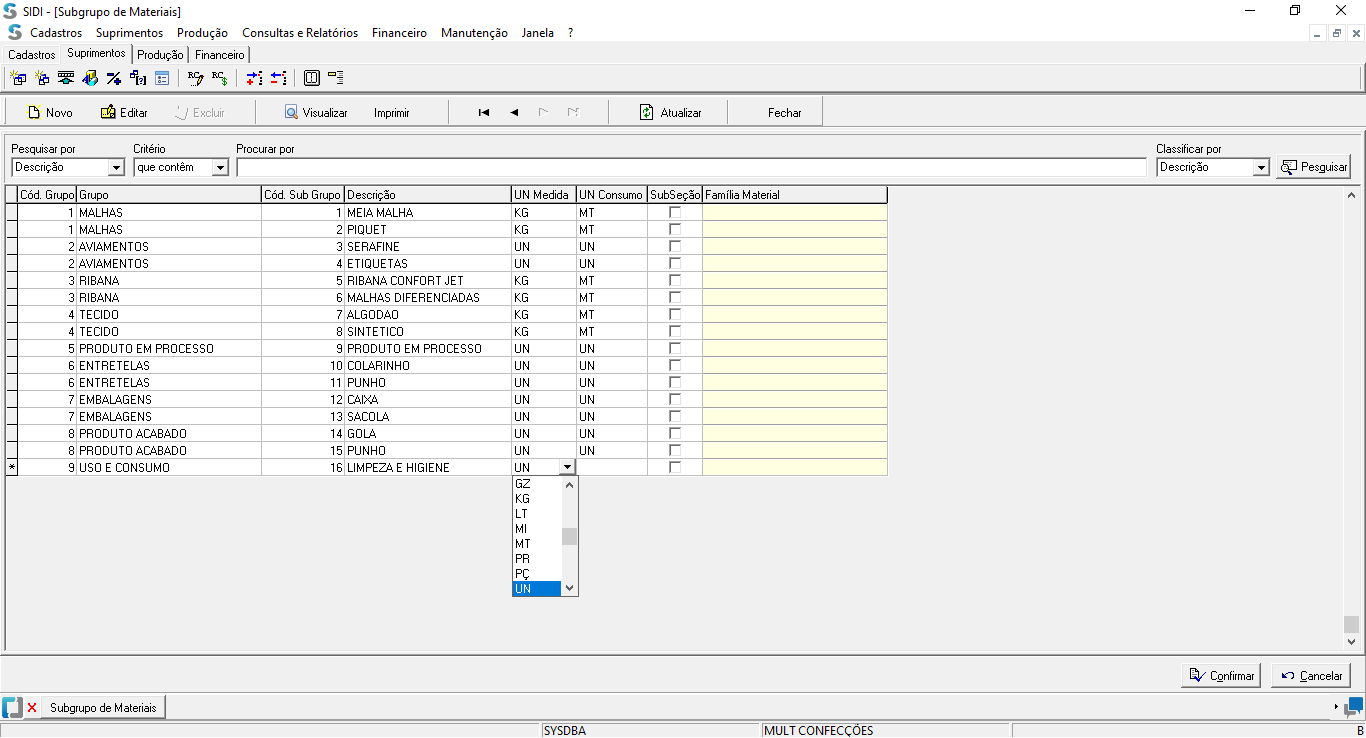 SIDI - [Subgrupo de Materiais]
Cadastros Suprimentos Produção Consultas e Relatórios Financeiro Manutenção Janela ?
Cadastros Suprimentos Produção Financeiro
Novo Editar Excluir Visualizar Imprimir Atualizar Fechar
Pesquisar por Critério Procurar por Classificar por
Descrição que contêm Descrição Pesquisar
Cód. Grupo Grupo Cód. Sub Grupo Descrição UN Medida UN Consumo SubSeção Família Material
1 MALHAS 1 MEIA MALHA KG MT
1 MALHAS 2 PIQUET KG MT
2 AVIAMENTOS 3 SERAFINE UN UN
2 AVIAMENTOS 4 ETIQUETAS UN UN
3 RIBANA 5 RIBANA CONFORT JET KG MT
3 RIBANA 6 MALHAS DIFERENCIADAS KG MT
4 TECIDO 7 ALGODAO KG MT
4 TECIDO 8 SINTETICO KG MT
5 PRODUTO EM PROCESSO 9 PRODUTO EM PROCESSO UN UN
6 ENTRETELAS 10 COLARINHO UN UN
6 ENTRETELAS 11 PUNHO UN UN
7 EMBALAGENS 12 CAIXA UN UN
7 EMBALAGENS 13 SACOLA UN UN
8 PRODUTO ACABADO 14 GOLA UN UN
8 PRODUTO ACABADO 15 PUNHO UN UN
* 9 USO E CONSUMO 16 LIMPEZA E HIGIENE UN
GZ
KG
LT
MI
MT
PR
PÇ
UN
Confirmar Cancelar
Subgrupo de Materiais
SYSDBA MULT CONFECÇÕES B